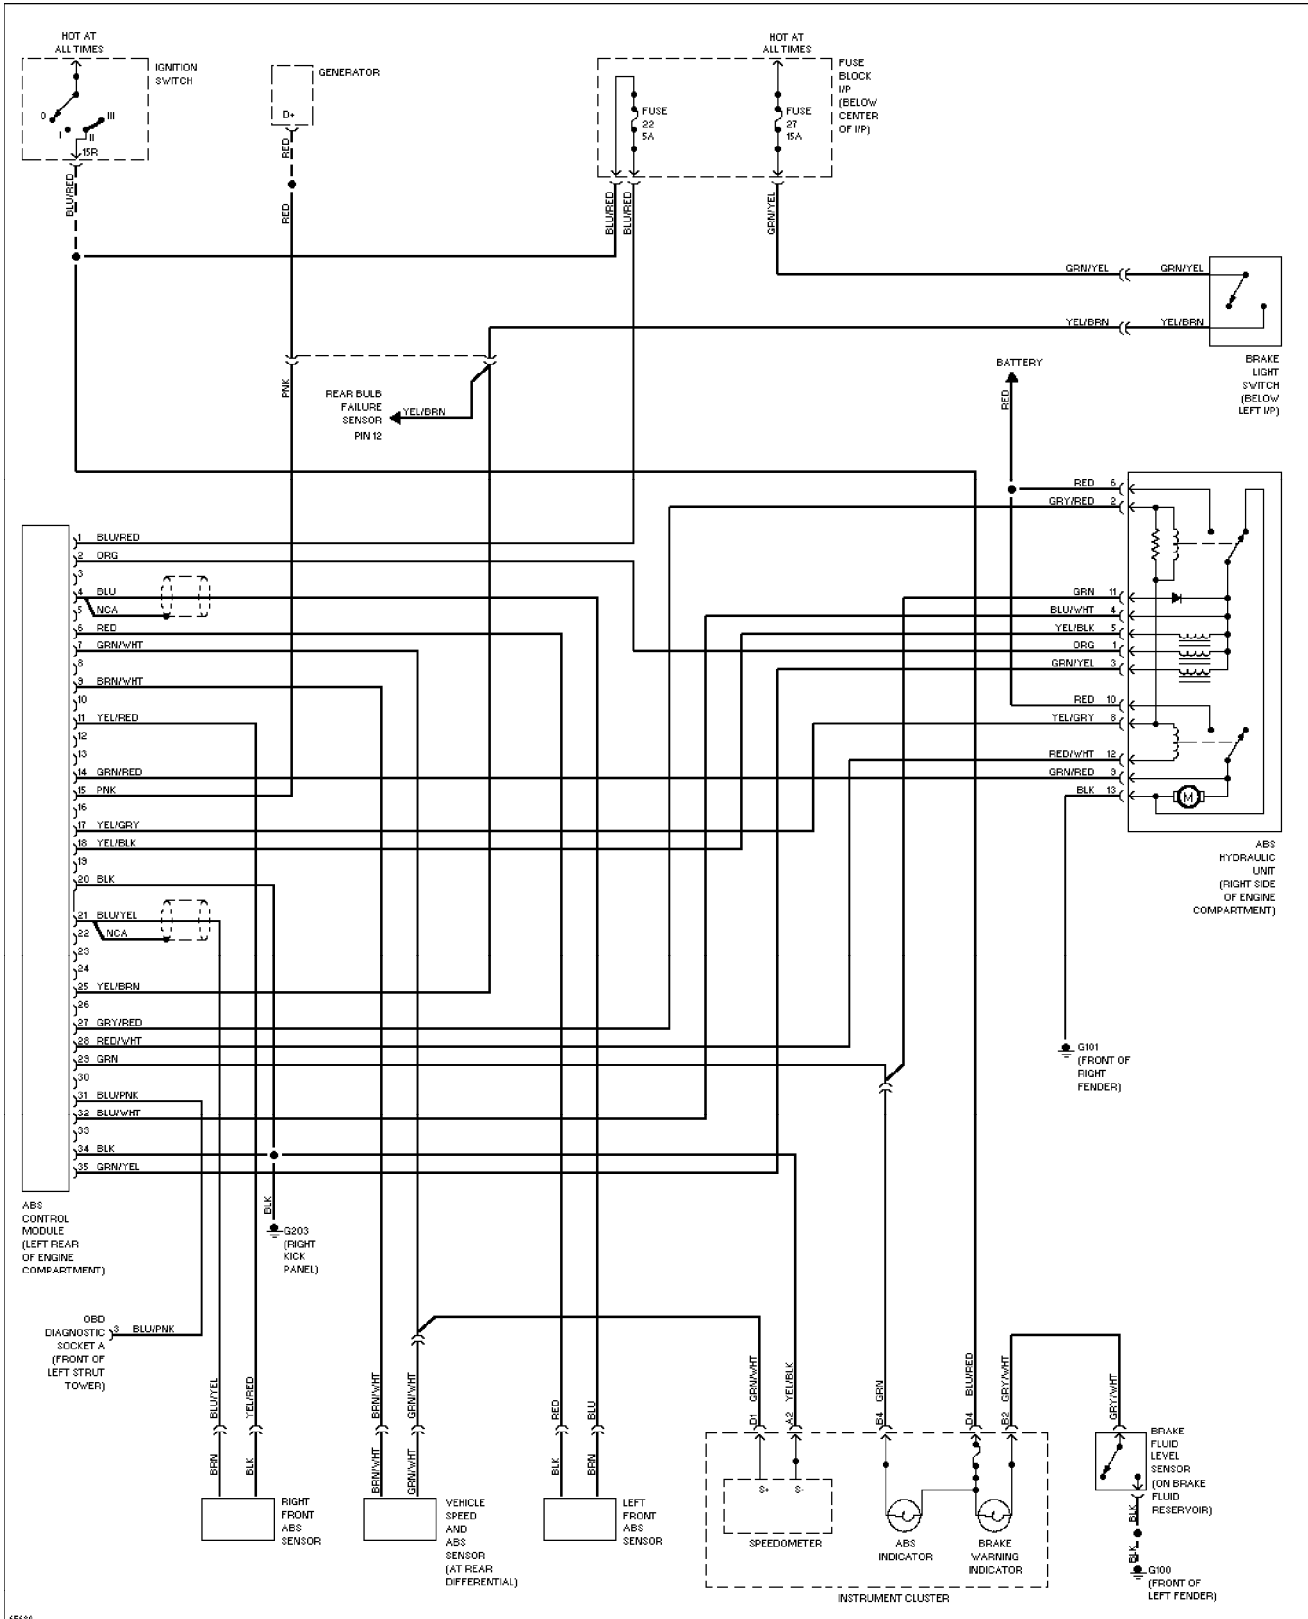 HOT AT
ALL TIMES
IGNITION
SWITCH
0
I
II
III
15R
BLU/RED
GENERATOR
D+
RED
RED
HOT AT
ALL TIMES
FUSE
BLOCK
I/P
(BELOW
CENTER
OF I/P)
FUSE
22
5A
FUSE
27
15A
BLU/RED
BLU/RED
GRN/YEL
GRN/YEL
GRN/YEL
YEL/BRN
YEL/BRN
BRAKE
LIGHT
SWITCH
(BELOW
LEFT I/P)
PNK
REAR BULB
FAILURE
SENSOR
PIN 12
YEL/BRN
BATTERY
RED
RED 6
GRY/RED 2
GRN 11
BLU/WHT 4
YEL/BLK 5
ORG 1
GRN/YEL 3
RED 10
YEL/GRY 8
RED/WHT 12
GRN/RED 9
BLK 13
M
ABS
HYDRAULIC
UNIT
(RIGHT SIDE
OF ENGINE
COMPARTMENT)
1 BLU/RED
2 ORG
3
4 BLU
5 NCA
6 RED
7 GRN/WHT
8
9 BRN/WHT
10
11 YEL/RED
12
13
14 GRN/RED
15 PNK
16
17 YEL/GRY
18 YEL/BLK
19
20 BLK
21 BLU/YEL
22 NCA
23
24
25 YEL/BRN
26
27 GRY/RED
28 RED/WHT
29 GRN
30
31 BLU/PNK
32 BLU/WHT
33
34 BLK
35 GRN/YEL
ABS
CONTROL
MODULE
(LEFT REAR
OF ENGINE
COMPARTMENT)
BLK
G203
(RIGHT
KICK
PANEL)
G101
(FRONT OF
RIGHT
FENDER)
OBD
DIAGNOSTIC
SOCKET A
(FRONT OF
LEFT STRUT
TOWER)
3 BLU/PNK
BLU/YEL
YEL/RED
BRN
BLK
RIGHT
FRONT
ABS
SENSOR
BRN/WHT
GRN/WHT
BRN/WHT
GRN/WHT
VEHICLE
SPEED
AND
ABS
SENSOR
(AT REAR
DIFFERENTIAL)
RED
BLU
BLK
BRN
LEFT
FRONT
ABS
SENSOR
D1 GRN/WHT
A2 YEL/BLK
B4 GRN
D4 BLU/RED
B2 GRY/WHT
S+
S-
SPEEDOMETER
ABS
INDICATOR
BRAKE
WARNING
INDICATOR
INSTRUMENT CLUSTER
GRY/WHT
BRAKE
FLUID
LEVEL
SENSOR
(ON BRAKE
FLUID
RESERVOIR)
BLK
BLK
G100
(FRONT OF
LEFT FENDER)